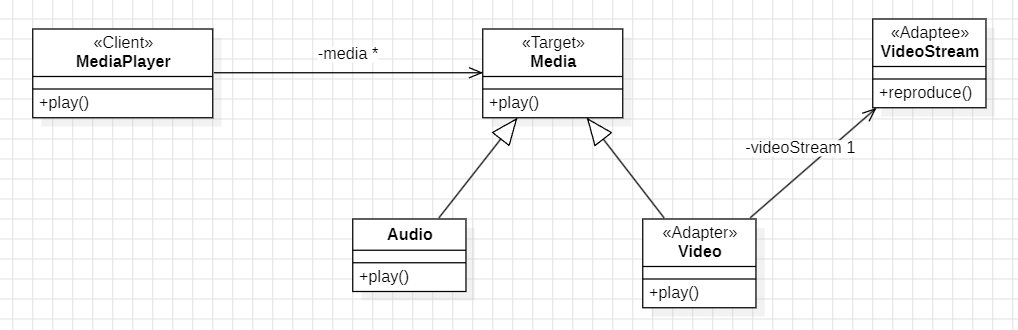 «Client»
MediaPlayer
+play()
-media *
«Target»
Media
+play()
«Adaptee»
VideoStream
+reproduce()
-videoStream 1
Audio
+play()
«Adapter»
Video
+play()